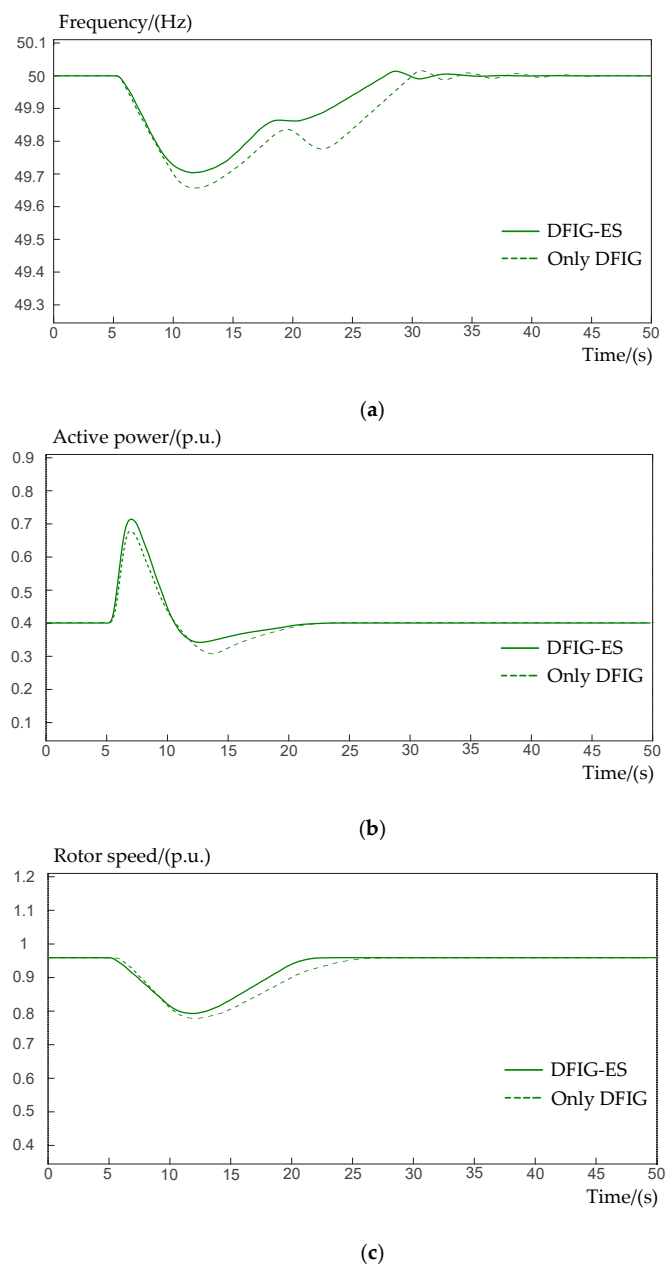 Frequency/(Hz)
50.1
50
49.9
49.8
49.7
49.6
49.5
49.4
49.3
DFIG-ES
Only DFIG
0 5 10 15 20 25 30 35 40 45 50
Time/(s)
(a)
Active power/(p.u.)
0.9
0.8
0.7
0.6
0.5
0.4
0.3
0.2
0.1
DFIG-ES
Only DFIG
0 5 10 15 20 25 30 35 40 45 50
Time/(s)
(b)
Rotor speed/(p.u.)
1.2
1.1
1
0.9
0.8
0.7
0.6
0.5
0.4
DFIG-ES
Only DFIG
0 5 10 15 20 25 30 35 40 45 50
Time/(s)
(c)